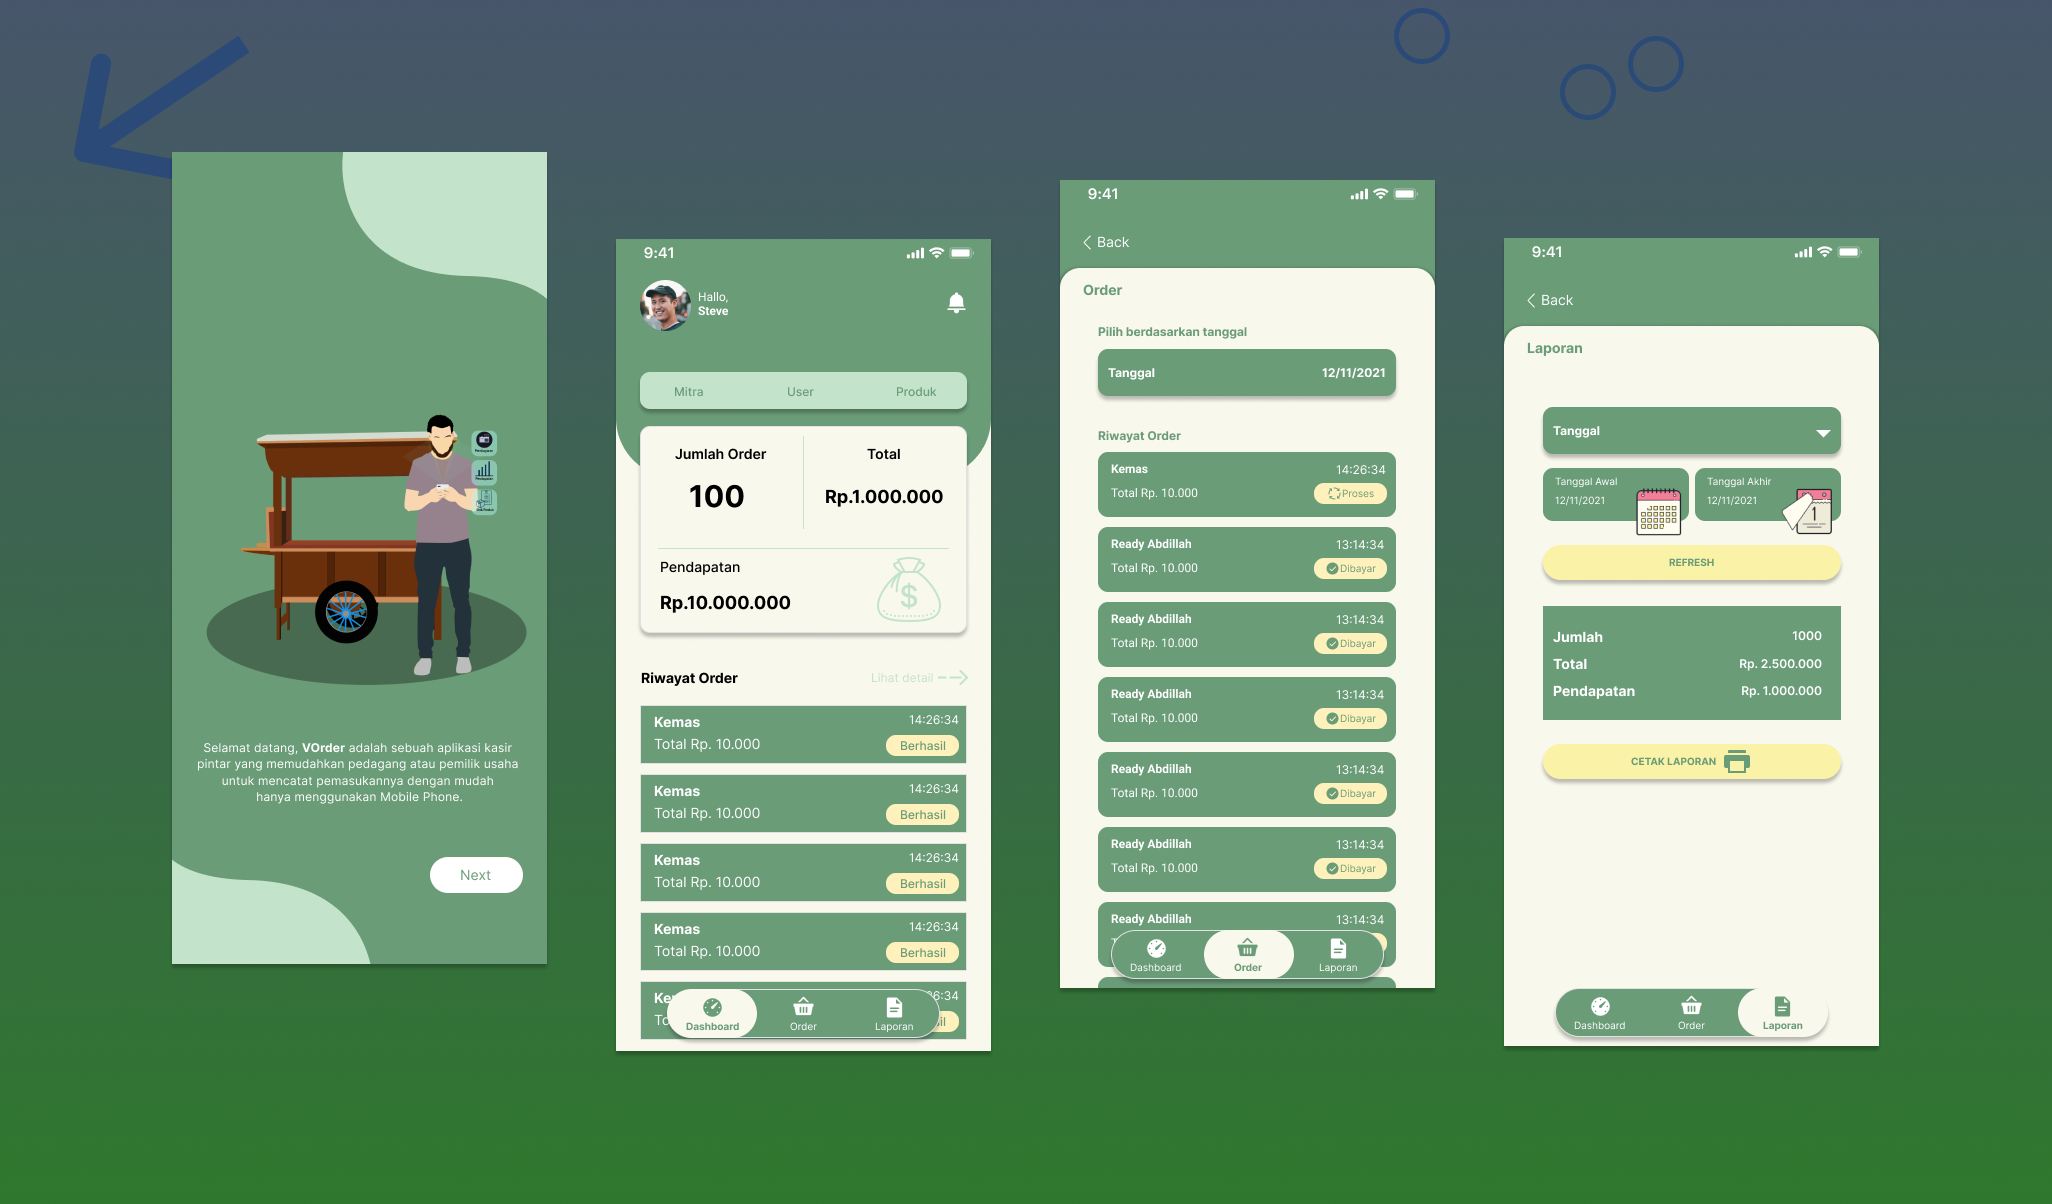 Selamat datang, VOrder adalah sebuah aplikasi kasir
pintar yang memudahkan pedagang atau pemilik usaha
untuk mencatat pemasukannya dengan mudah
hanya menggunakan Mobile Phone.
Next
9:41
Hallo,
Steve
Mitra User Produk
Jumlah Order Total
100 Rp.1.000.000
Pendapatan
Rp.10.000.000
$
Riwayat Order Lihat detail
Kemas 14:26:34
Total Rp. 10.000 Berhasil
Kemas 14:26:34
Total Rp. 10.000 Berhasil
Kemas 14:26:34
Total Rp. 10.000 Berhasil
Kemas 14:26:34
Total Rp. 10.000 Berhasil
Ke 6:34
To il
Dashboard Order Laporan
9:41
Back
Order
Pilih berdasarkan tanggal
Tanggal 12/11/2021
Riwayat Order
Kemas 14:26:34
Total Rp. 10.000 Proses
Ready Abdillah 13:14:34
Total Rp. 10.000 Dibayar
Ready Abdillah 13:14:34
Total Rp. 10.000 Dibayar
Ready Abdillah 13:14:34
Total Rp. 10.000 Dibayar
Ready Abdillah 13:14:34
Total Rp. 10.000 Dibayar
Ready Abdillah 13:14:34
Total Rp. 10.000 Dibayar
Ready Abdillah 13:14:34
Dashboard Order Laporan
9:41
Back
Laporan
Tanggal
Tanggal Awal
12/11/2021
Tanggal Akhir
12/11/2021
1
REFRESH
Jumlah 1000
Total Rp. 2.500.000
Pendapatan Rp. 1.000.000
CETAK LAPORAN
Dashboard Order Laporan